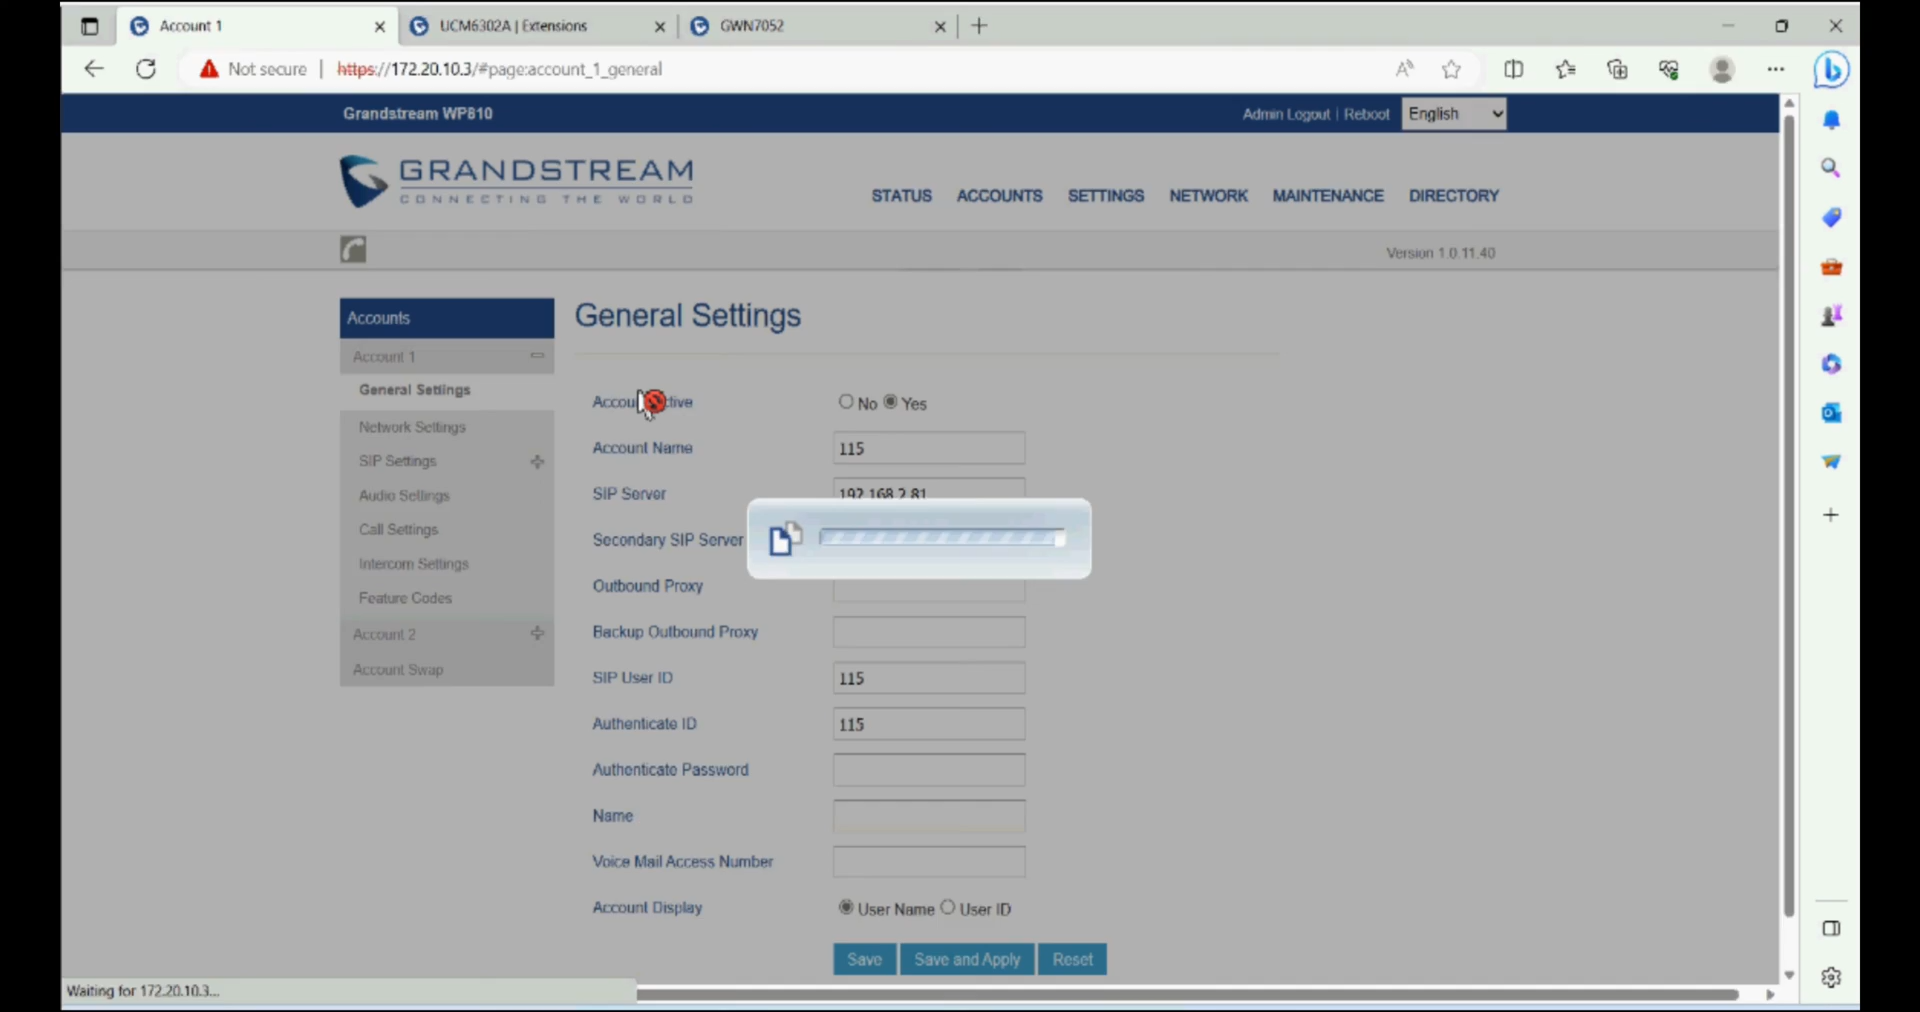 Account 1
UCM6302A | Extensions
GWN7052
Not secure | https://172.20.10.3/#page:account_1_general
Grandstream WP810
Admin Logout | Reboot
English
GRANDSTREAM
CONNECTING THE WORLD
STATUS ACCOUNTS SETTINGS NETWORK MAINTENANCE DIRECTORY
Version 1.0.11.40
Accounts
Account 1
General Settings
Network Settings
SIP Settings
Audio Settings
Call Settings
Intercom Settings
Feature Codes
Account 2
Account Swap
General Settings
No Yes
Account Name 115
SIP Server 192.168.2.81
Secondary SIP Server
Outbound Proxy
Backup Outbound Proxy
SIP User ID 115
Authenticate ID 115
Authenticate Password
Name
Voice Mail Access Number
Account Display User Name User ID
Save Save and Apply Reset
Waiting for 172.20.10.3...